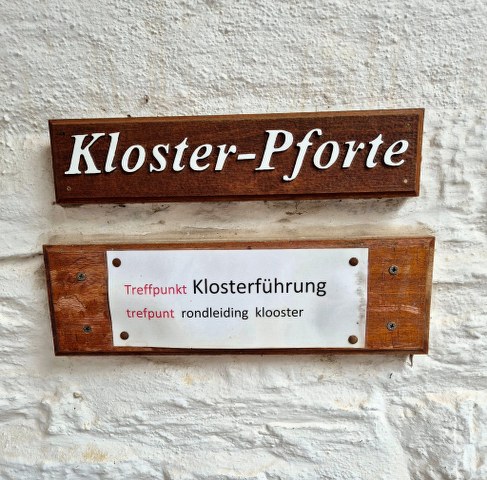 Kloster-Pforte
Treffpunkt Klosterführung
trefpunt rondleiding klooster